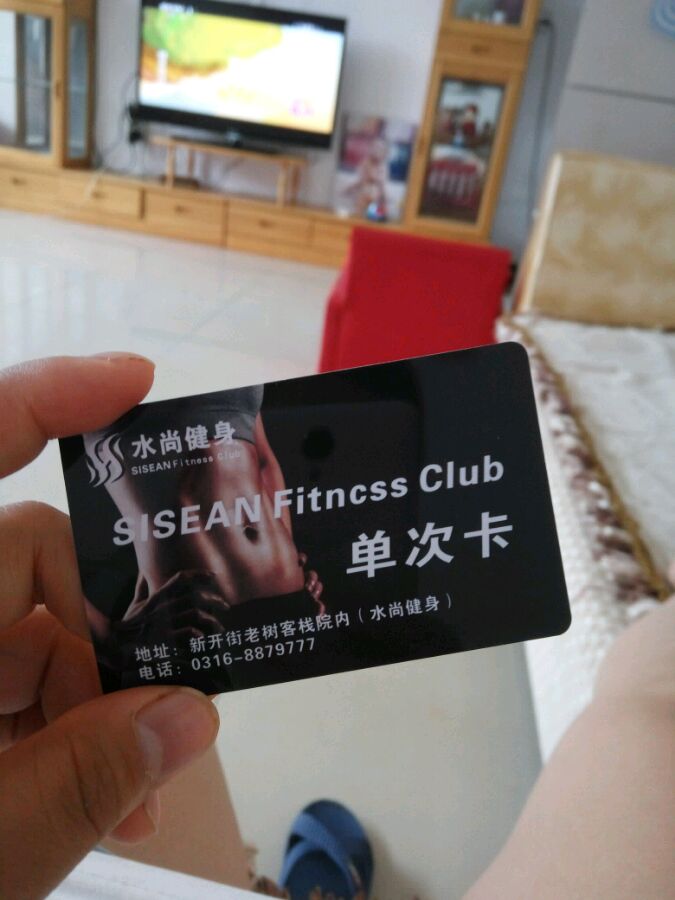 水尚健身
SISEAN Fitness Club
SISEAN Fitncss Club
单次卡
地址：新开街老树客栈院内（水尚健身）
电话：0316-8879777